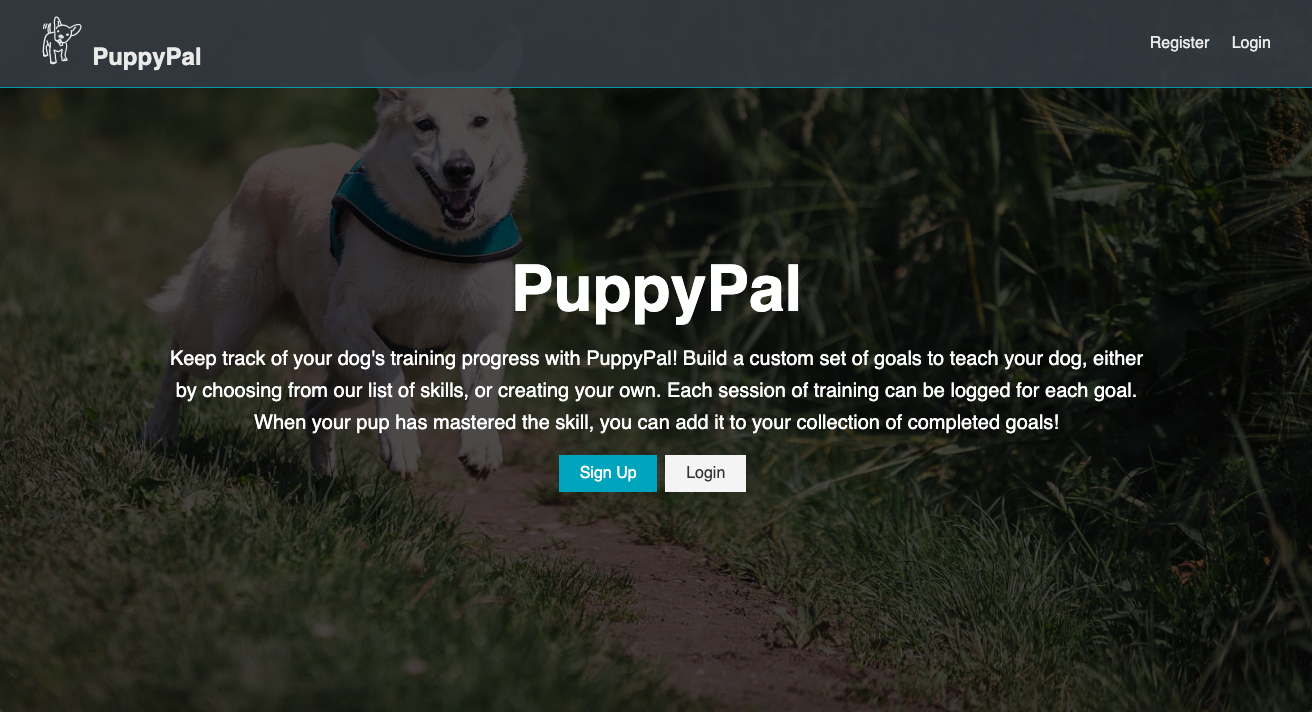 PuppyPal
Register Login
PuppyPal
Keep track of your dog's training progress with PuppyPal! Build a custom set of goals to teach your dog, either
by choosing from our list of skills, or creating your own. Each session of training can be logged for each goal.
When your pup has mastered the skill, you can add it to your collection of completed goals!
Sign Up Login